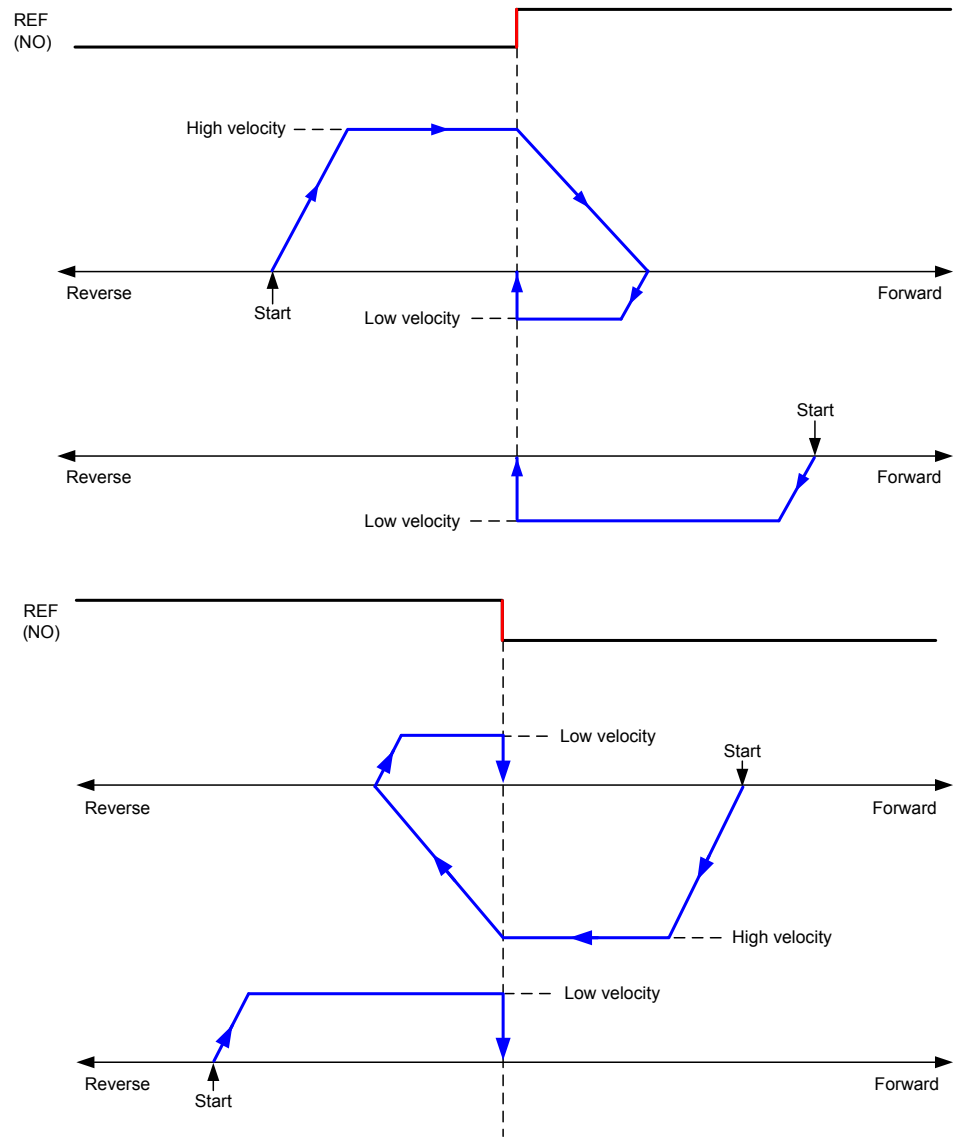 REF
(NO)
High velocity
Reverse
Forward
Start
Low velocity
Start
Reverse
Forward
Low velocity
REF
(NO)
Low velocity
Start
Reverse
Forward
High velocity
Low velocity
Reverse
Forward
Start